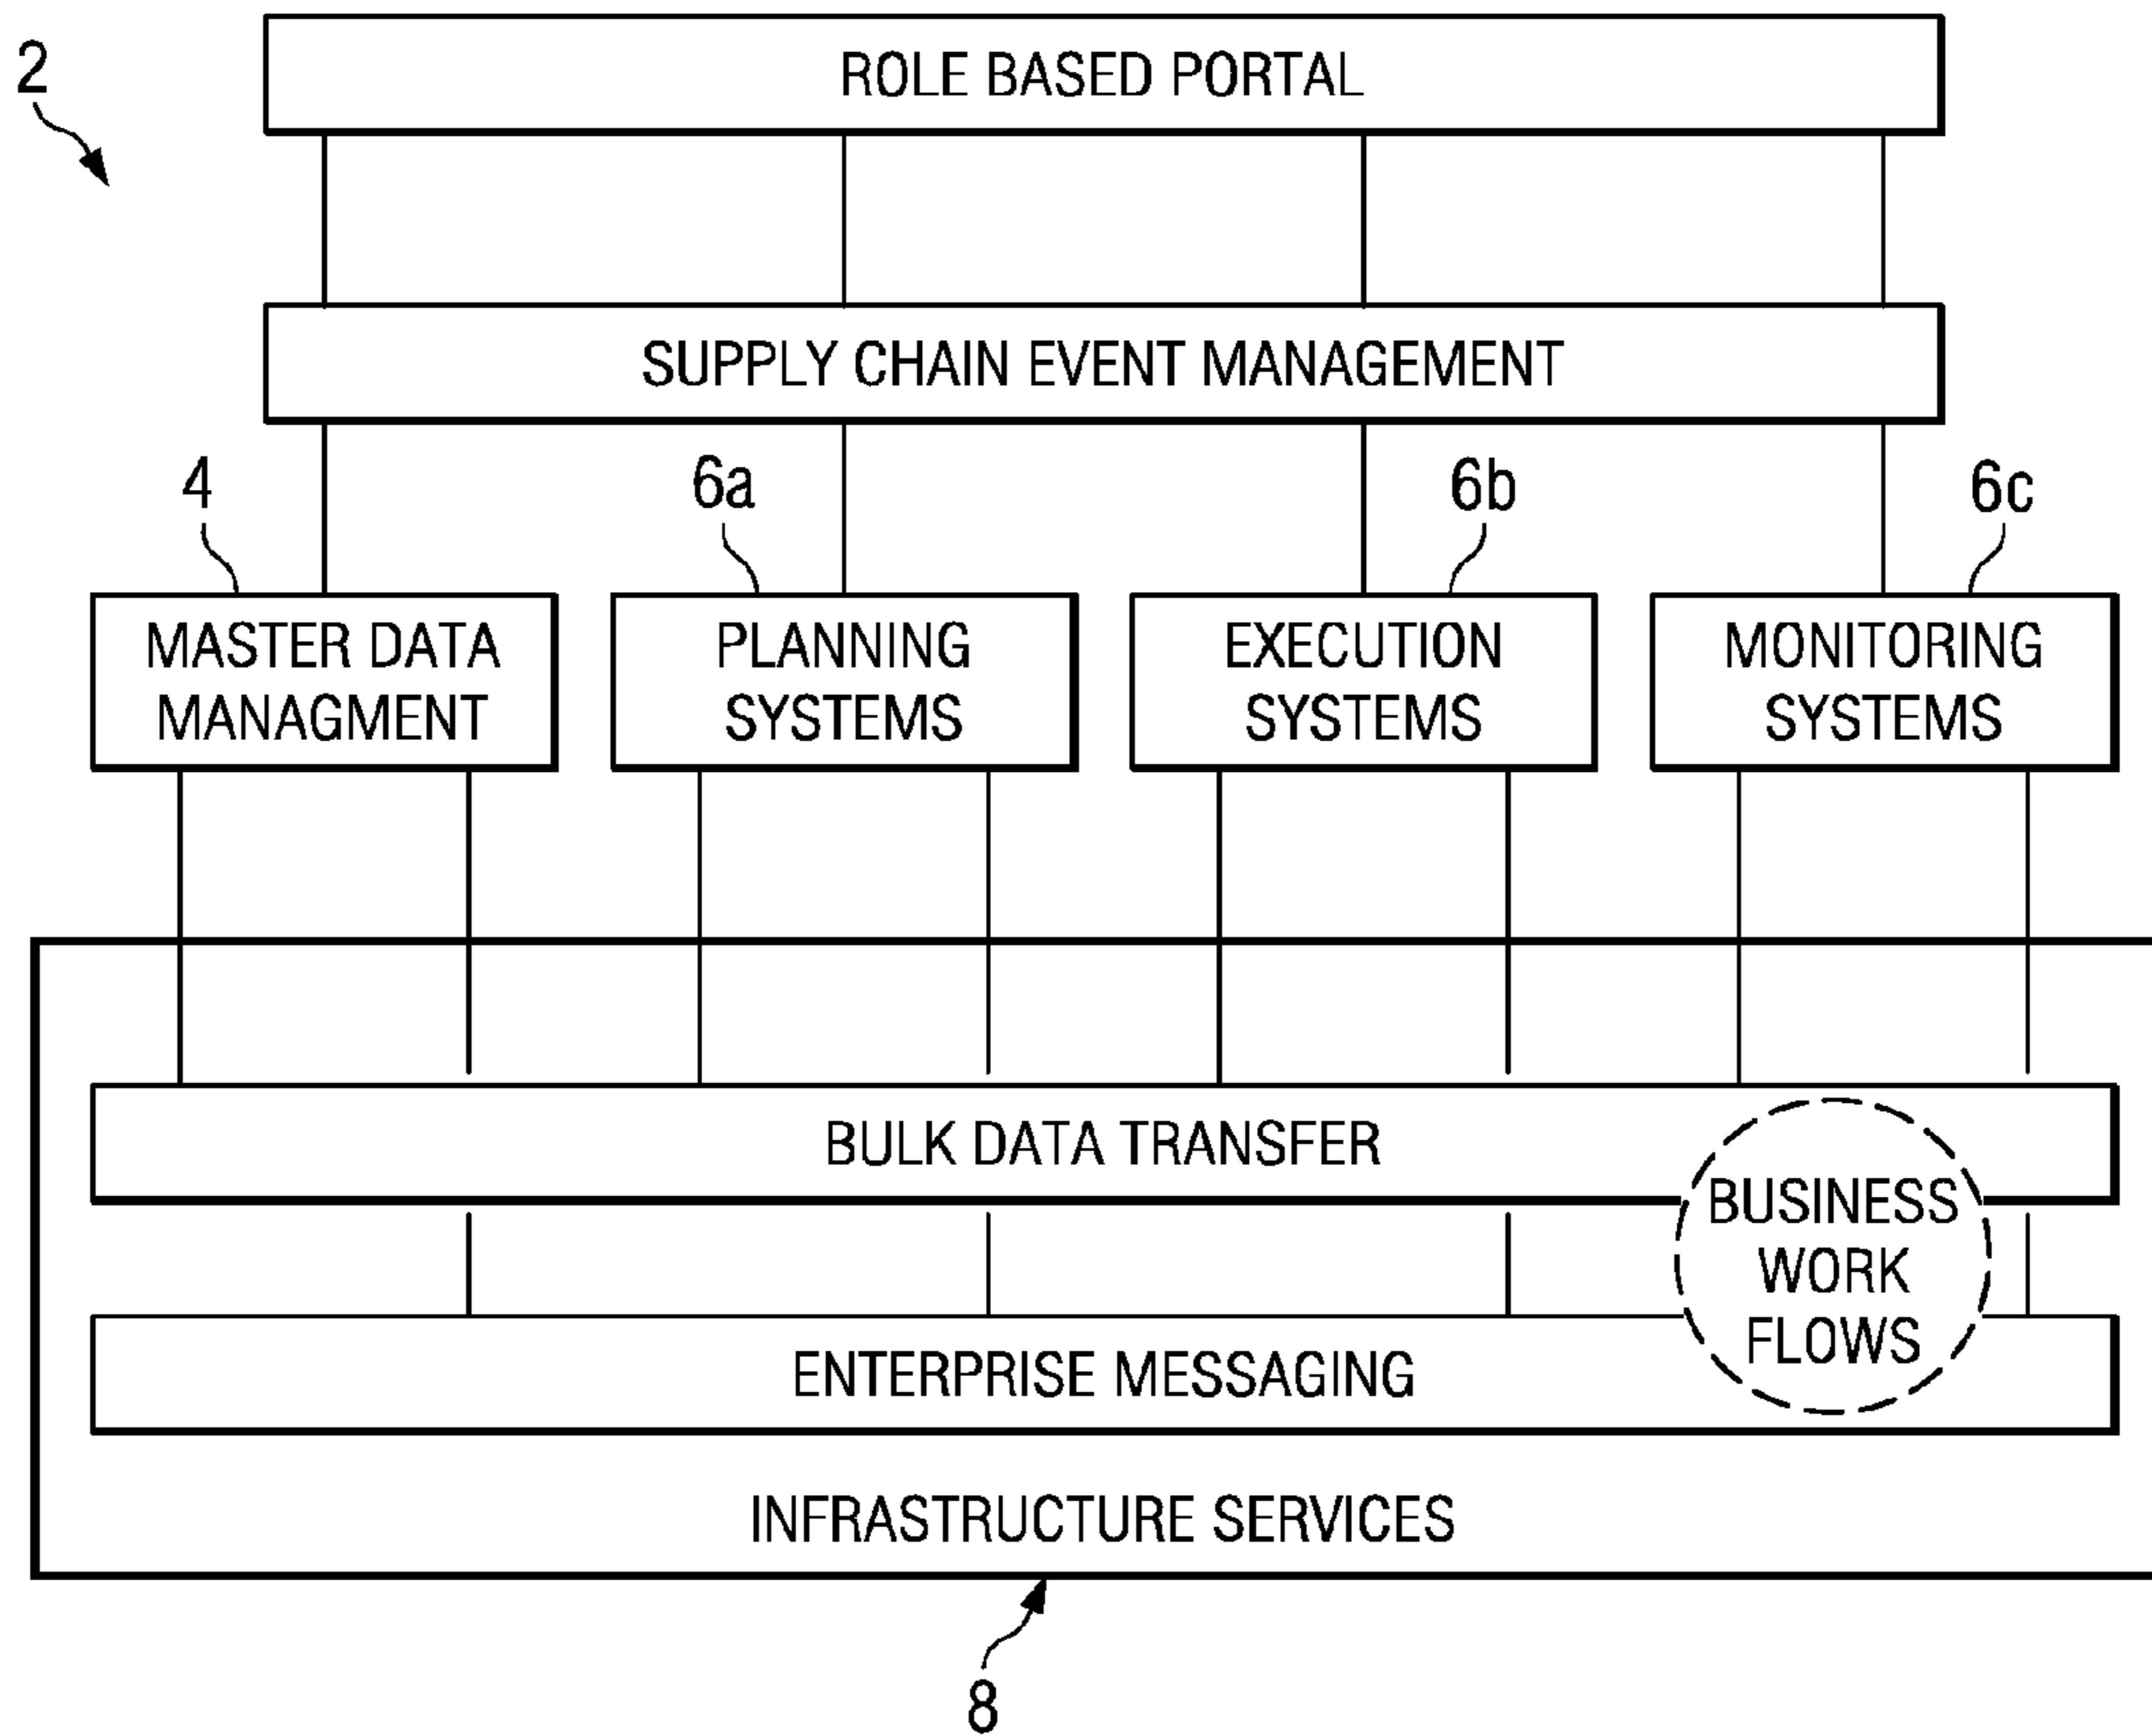 2
ROLE BASED PORTAL
SUPPLY CHAIN EVENT MANAGEMENT
4
6a
6b
6c
MASTER DATA
MANAGMENT
PLANNING
SYSTEMS
EXECUTION
SYSTEMS
MONITORING
SYSTEMS
BULK DATA TRANSFER
BUSINESS
WORK
FLOWS
ENTERPRISE MESSAGING
INFRASTRUCTURE SERVICES
8